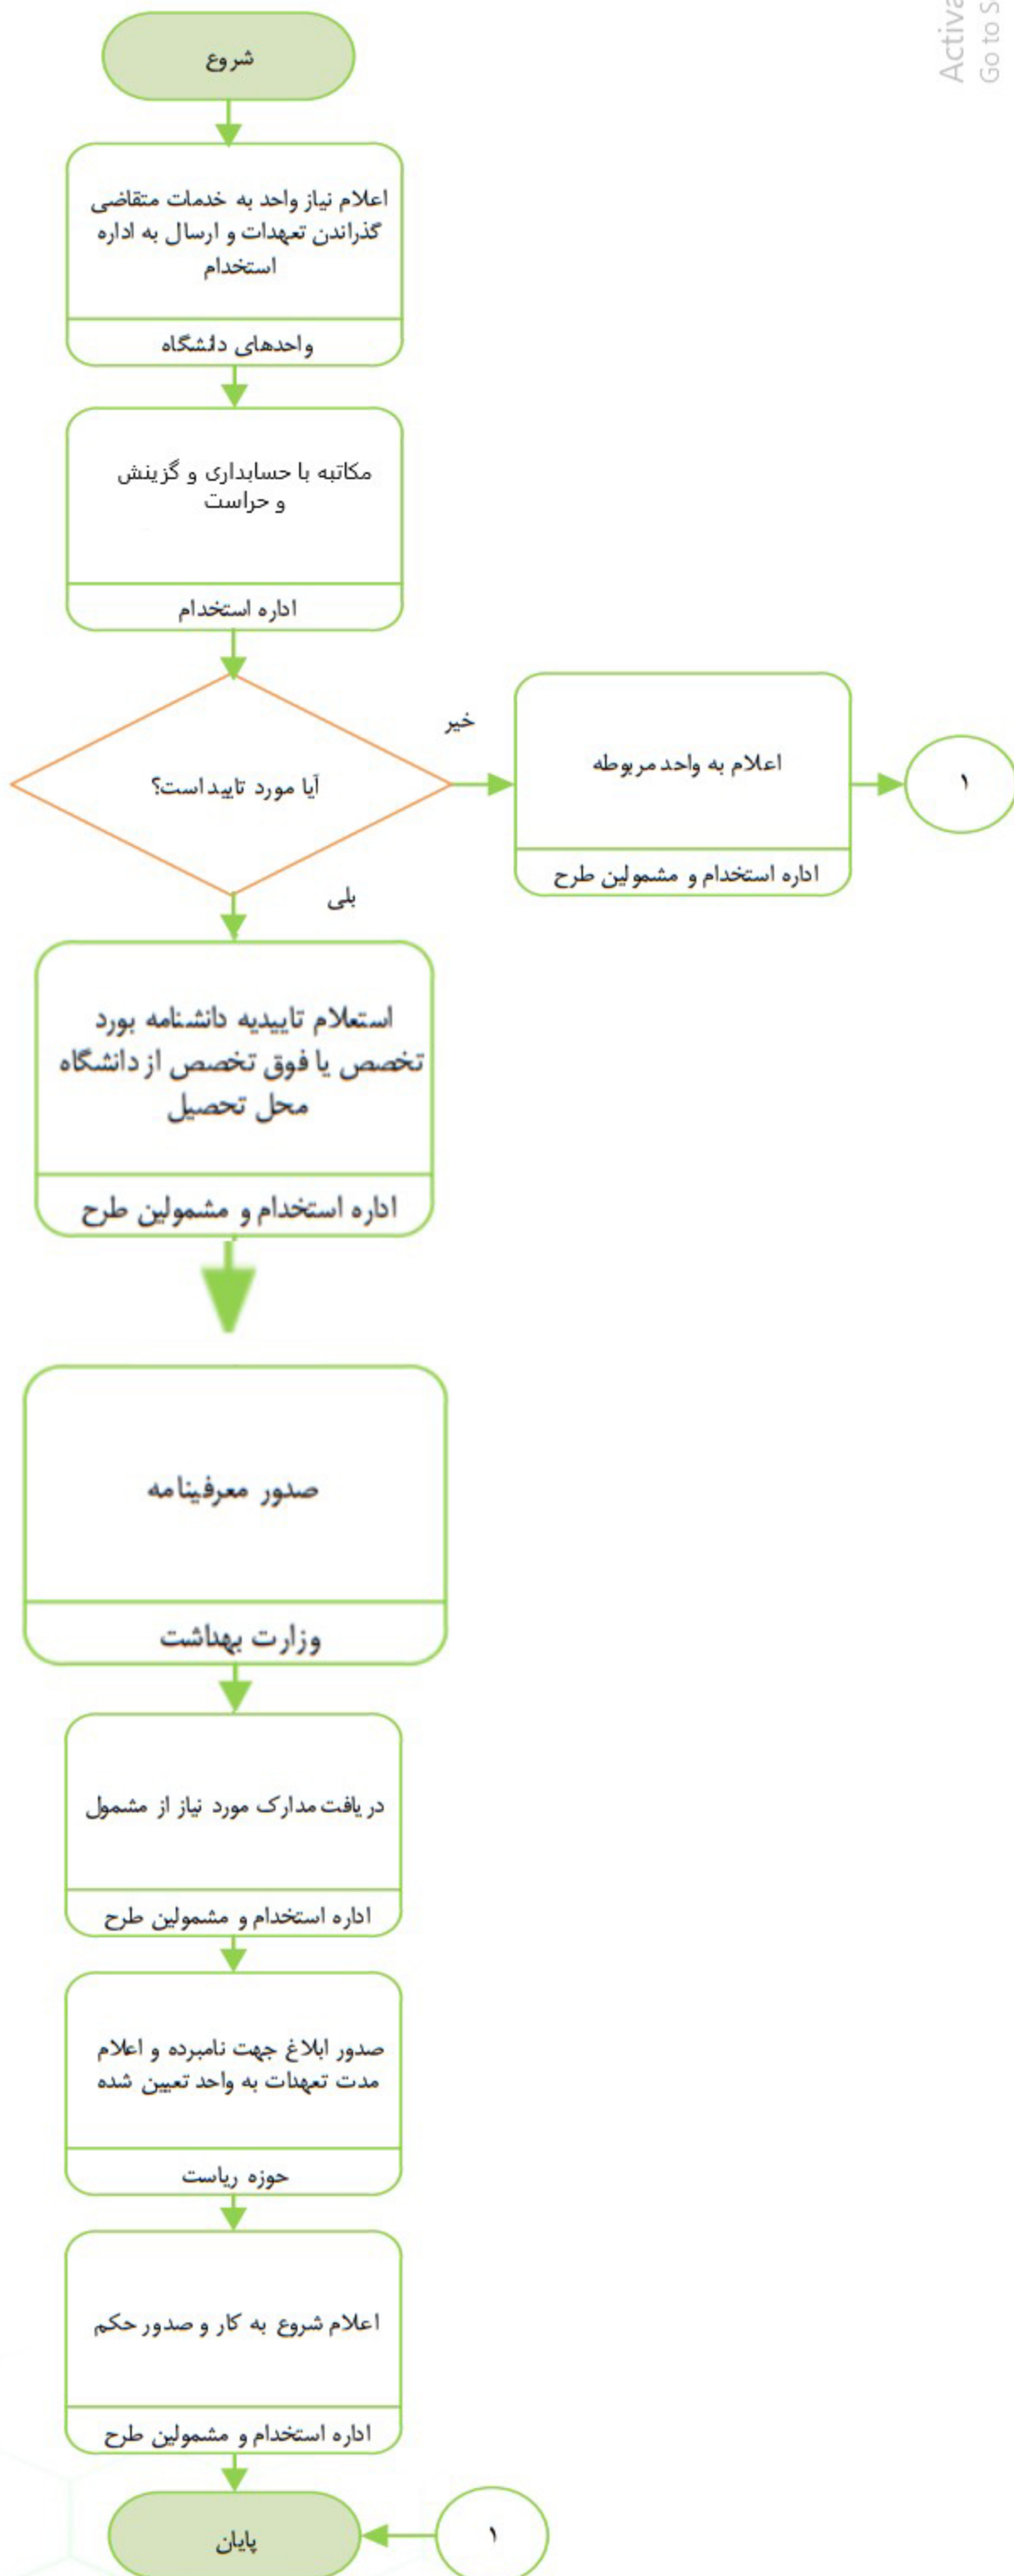 Activa
Go to S
شروع
اعلام نیاز واحد به خدمات متقاضی
گذراندن تعهدات و ارسال به اداره
استخدام
واحدهای دانشگاه
مکاتبه با حسابداری و گزینش
و حراست
اداره استخدام
آیا مورد تایید است؟
خیر
اعلام به واحد مربوطه
اداره استخدام و مشمولین طرح
۱
بلی
استعلام تاییدیه دانشنامه بورد
تخصص یا فوق تخصص از دانشگاه
محل تحصیل
اداره استخدام و مشمولین طرح
صدور معرفینامه
وزارت بهداشت
دریافت مدارک مورد نیاز از مشمول
اداره استخدام و مشمولین طرح
صدور ابلاغ جهت نامبرده و اعلام
مدت تعهدات به واحد تعیین شده
حوزه ریاست
اعلام شروع به کار و صدور حکم
اداره استخدام و مشمولین طرح
پایان
۱